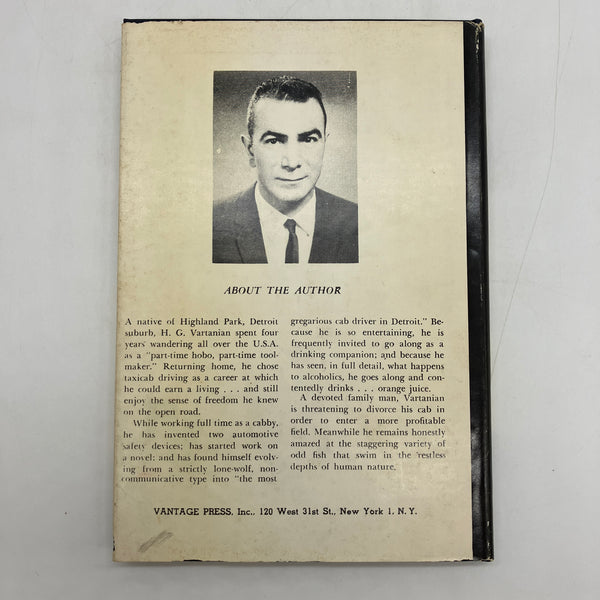 ABOUT THE AUTHOR
A native of Highland Park, Detroit
suburb, H. G. Vartanian spent four
years wandering all over the U.S.A.
as a "part-time hobo, part-time tool-
maker." Returning home, he chose
taxicab driving as a career at which
he could earn a living . . . and still
enjoy the sense of freedom he knew
on the open road.
While working full time as a cabby,
he has invented two automotive
safety devices; has started work on
a novel; and has found himself evolv-
ing from a strictly lone-wolf, non-
communicative type into "the most
gregarious cab driver in Detroit." Be-
cause he is so entertaining, he is
frequently invited to go along as a
drinking companion; and because he
has seen, in full detail, what happens
to alcoholics, he goes along and con-
tentedly drinks . . . orange juice.
A devoted family man, Vartanian
is threatening to divorce his cab in
order to enter a more profitable
field. Meanwhile he remains honestly
amazed at the staggering variety of
odd fish that swim in the restless
depths of human nature.
VANTAGE PRESS, Inc., 120 West 31st St., New York 1, N. Y.